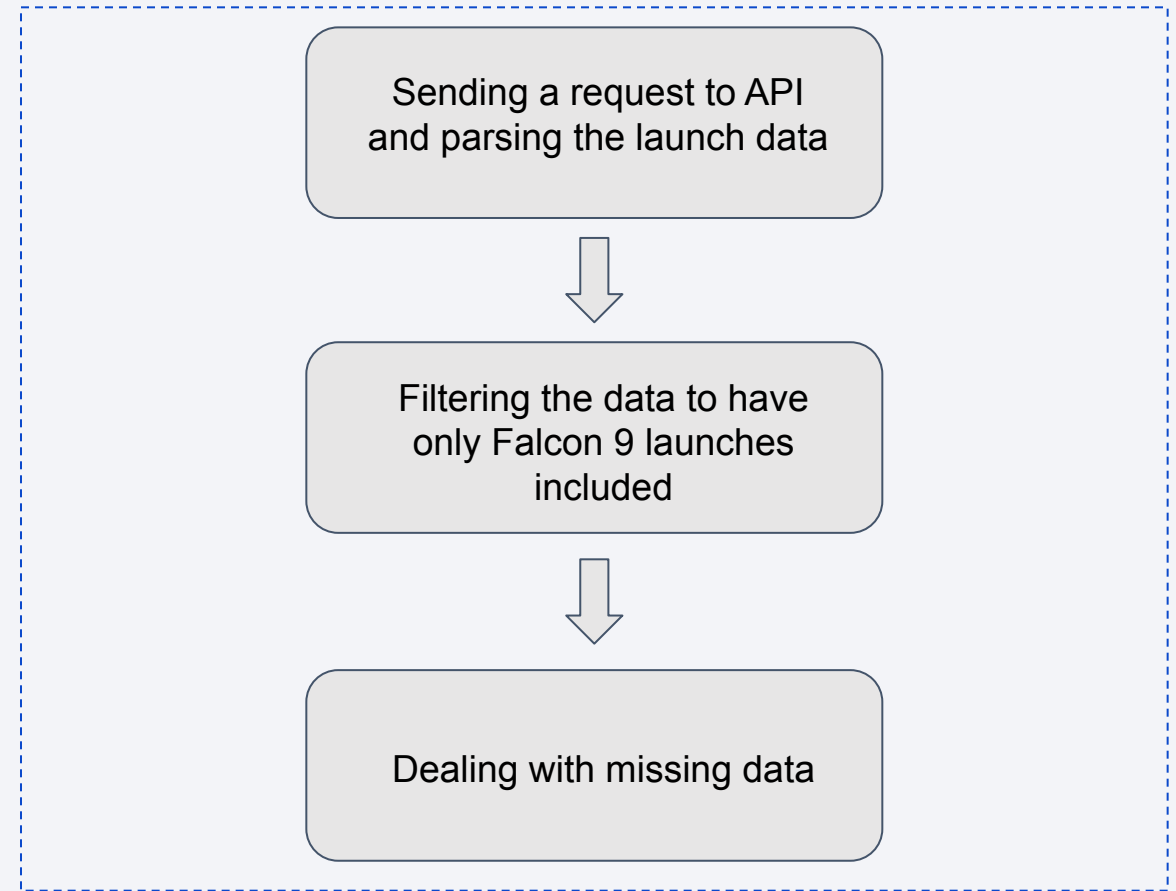 Sending a request to API
and parsing the launch data
Filtering the data to have
only Falcon 9 launches
included
Dealing with missing data